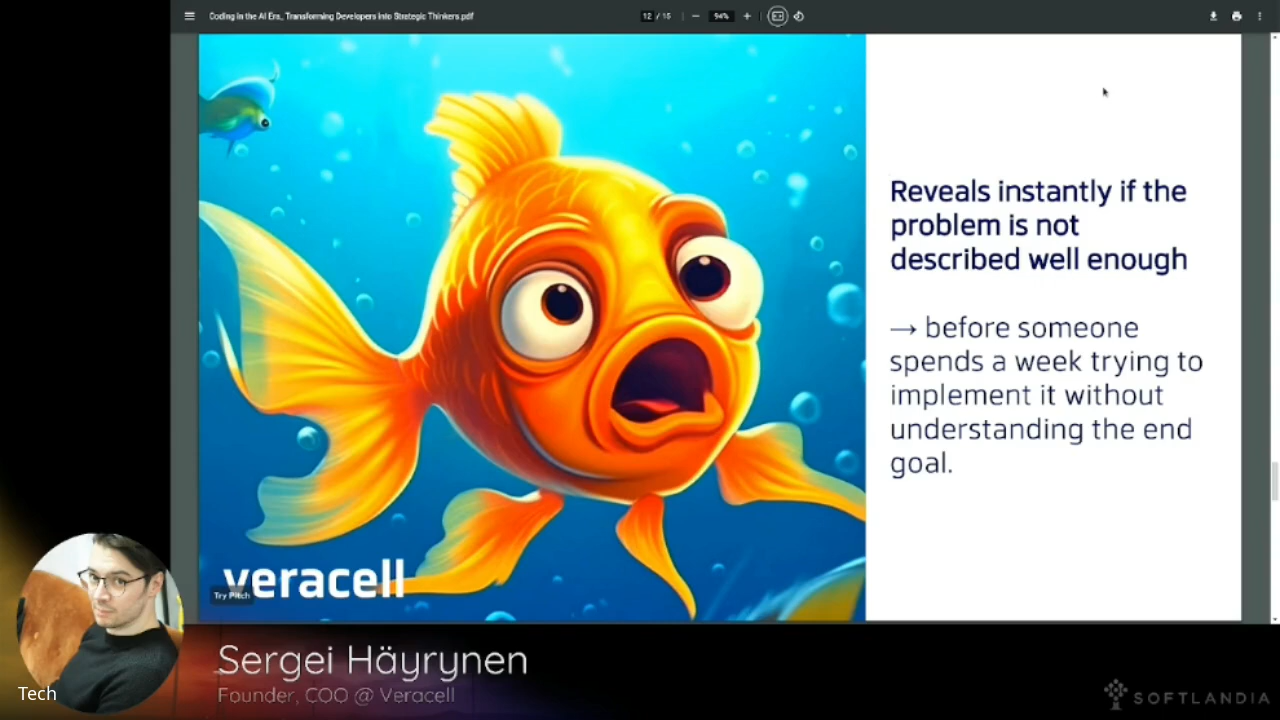 Coding in the AI Era_ Transforming Developers into Strategic Thinkers.pdf
12 / 15
94%
Reveals instantly if the
problem is not
described well enough
→ before someone
spends a week trying to
implement it without
understanding the end
goal.
veracell
Try Pitch
Tech
Sergei Häyrynen
Founder, COO @ Veracell
SOFTLANDIA